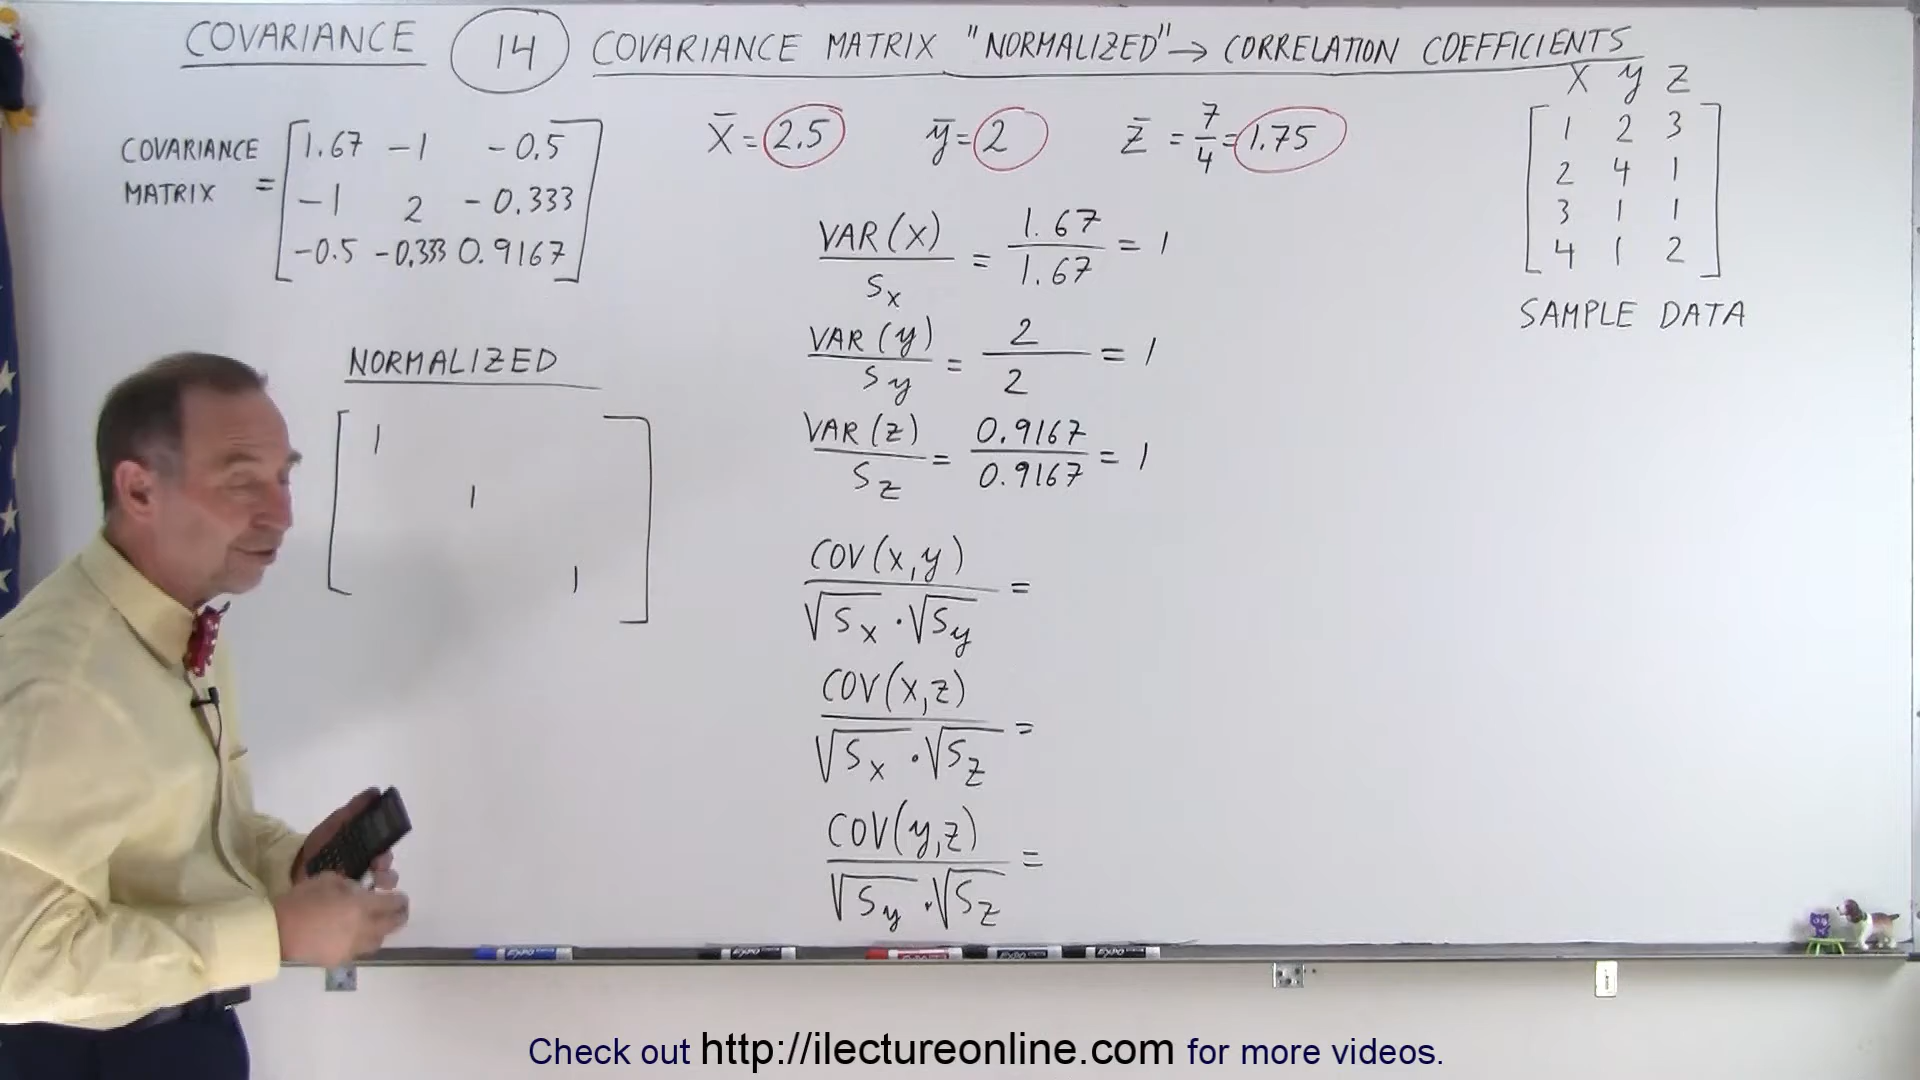 COVARIANCE 14 COVARIANCE MATRIX "NORMALIZED" → CORRELATION COEFFICIENTS
COVARIANCE MATRIX = [1.67 -1 -0.5
-1 2 -0.333
-0.5 -0.333 0.9167]
NORMALIZED
[1
1
1]
x̄ = 2.5 ȳ = 2 z̄ = 7/4 = 1.75
VAR(x)/Sx = 1.67/1.67 = 1
VAR(y)/Sy = 2/2 = 1
VAR(z)/Sz = 0.9167/0.9167 = 1
COV(x,y)/√Sx · √Sy =
COV(x,z)/√Sx · √Sz =
COV(y,z)/√Sy · √Sz =
X y Z
1 2 3
2 4 1
3 1 1
4 1 2
SAMPLE DATA
Check out http://ilectureonline.com for more videos.